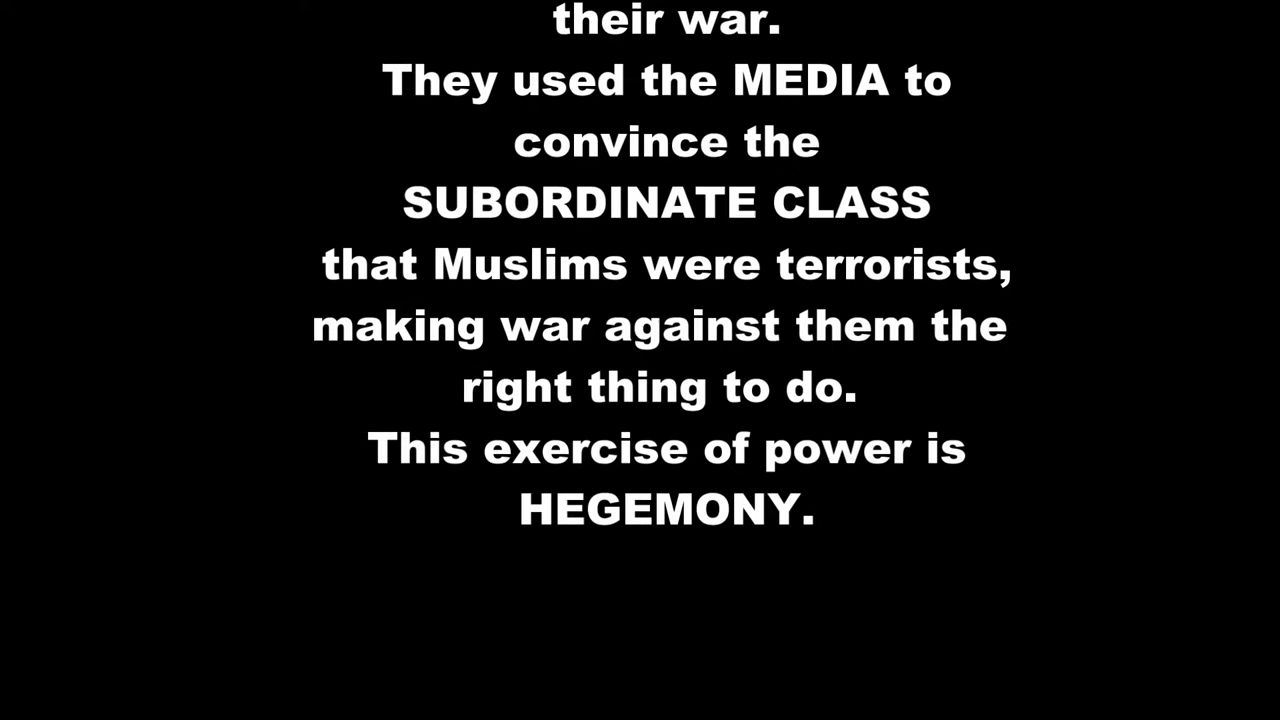 their war.
They used the MEDIA to
convince the
SUBORDINATE CLASS
that Muslims were terrorists,
making war against them the
right thing to do.
This exercise of power is
HEGEMONY.